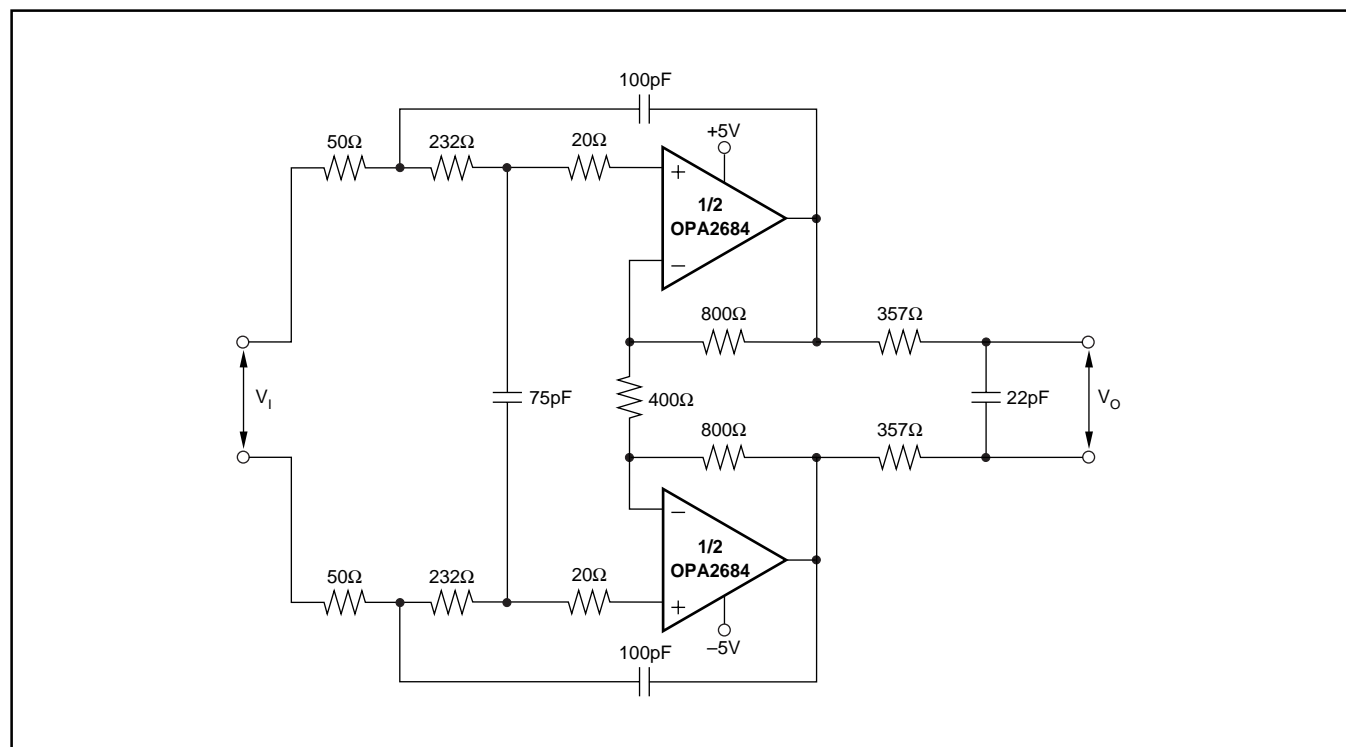 100pF
50Ω
232Ω
20Ω
+5V
+
1/2
OPA2684
−
800Ω
357Ω
V_I
75pF
400Ω
22pF
V_O
800Ω
357Ω
−
1/2
OPA2684
50Ω
232Ω
20Ω
+
–5V
100pF